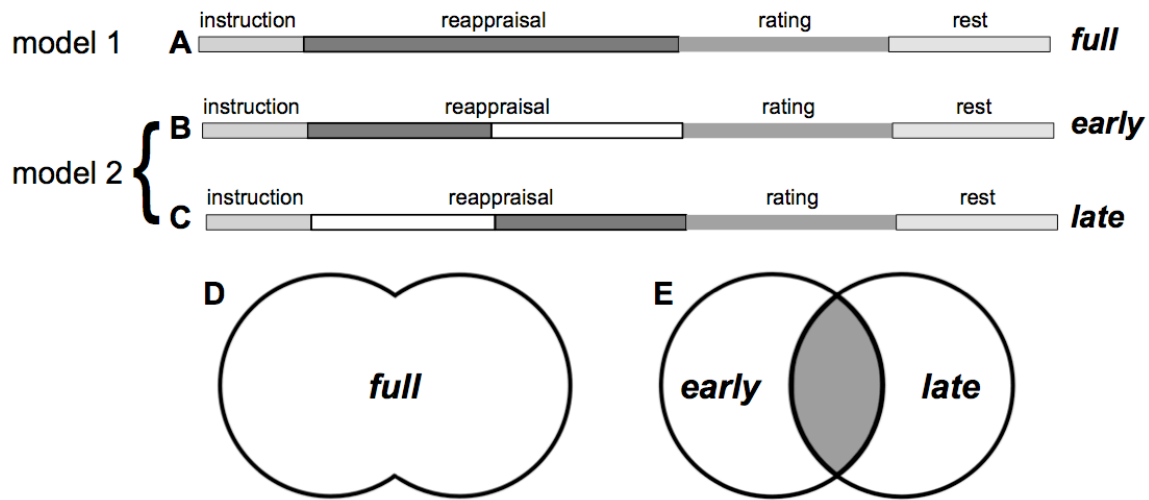 instruction reappraisal rating rest
model 1 A full
instruction reappraisal rating rest
B early
model 2
instruction reappraisal rating rest
C late
D E
full early late